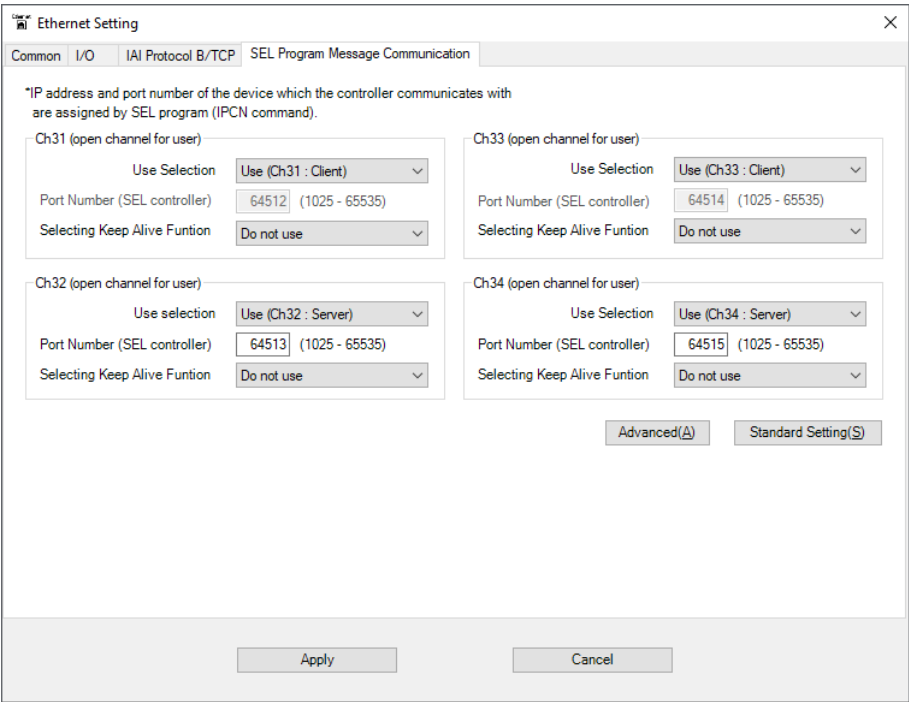 Ethernet Setting
Common I/O IAI Protocol B/TCP SEL Program Message Communication
*IP address and port number of the device which the controller communicates with
are assigned by SEL program (IPCN command).
Ch31 (open channel for user)
Use Selection Use (Ch31 : Client)
Port Number (SEL controller) 64512 (1025 - 65535)
Selecting Keep Alive Funtion Do not use
Ch33 (open channel for user)
Use Selection Use (Ch33 : Client)
Port Number (SEL controller) 64514 (1025 - 65535)
Selecting Keep Alive Funtion Do not use
Ch32 (open channel for user)
Use selection Use (Ch32 : Server)
Port Number (SEL controller) 64513 (1025 - 65535)
Selecting Keep Alive Funtion Do not use
Ch34 (open channel for user)
Use Selection Use (Ch34 : Server)
Port Number (SEL controller) 64515 (1025 - 65535)
Selecting Keep Alive Funtion Do not use
Advanced(A) Standard Setting(S)
Apply Cancel